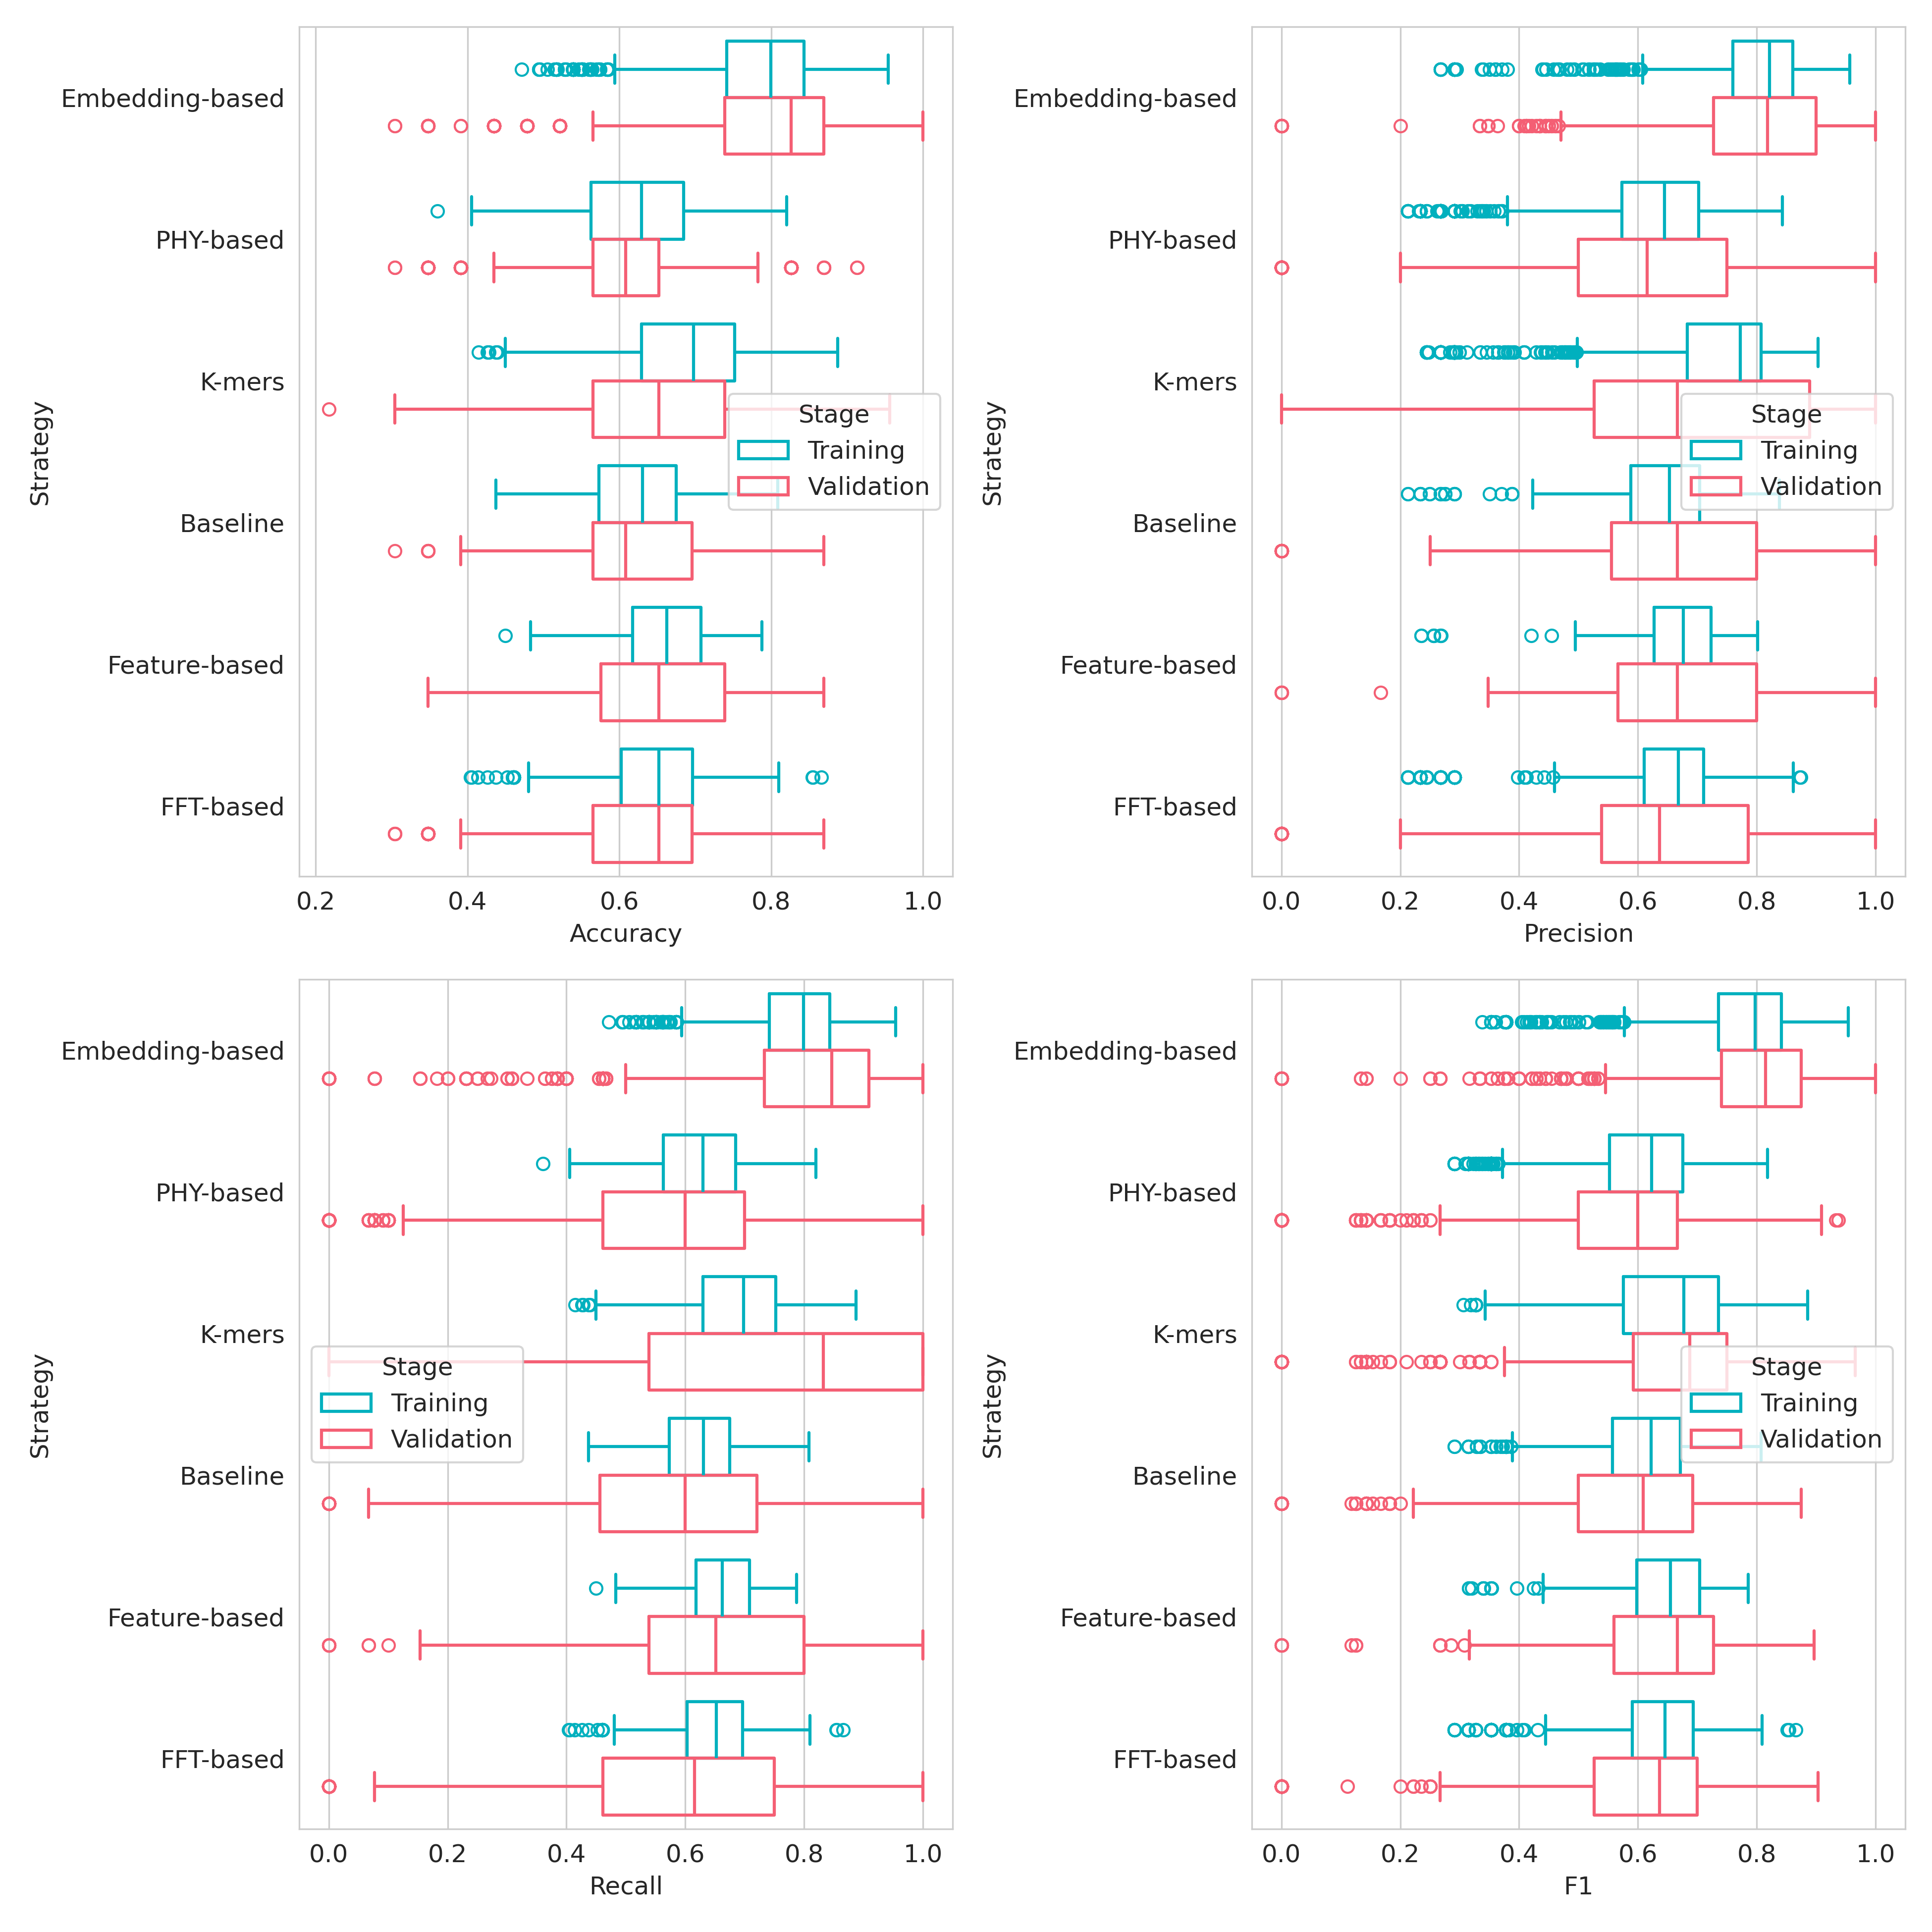 Embedding-based
PHY-based
K-mers
Baseline
Feature-based
FFT-based
Strategy
Stage
Training
Validation
0.2 0.4 0.6 0.8 1.0
Accuracy
Embedding-based
PHY-based
K-mers
Baseline
Feature-based
FFT-based
Strategy
Stage
Training
Validation
0.0 0.2 0.4 0.6 0.8 1.0
Precision
Embedding-based
PHY-based
K-mers
Baseline
Feature-based
FFT-based
Strategy
Stage
Training
Validation
0.0 0.2 0.4 0.6 0.8 1.0
Recall
Embedding-based
PHY-based
K-mers
Baseline
Feature-based
FFT-based
Strategy
Stage
Training
Validation
0.0 0.2 0.4 0.6 0.8 1.0
F1